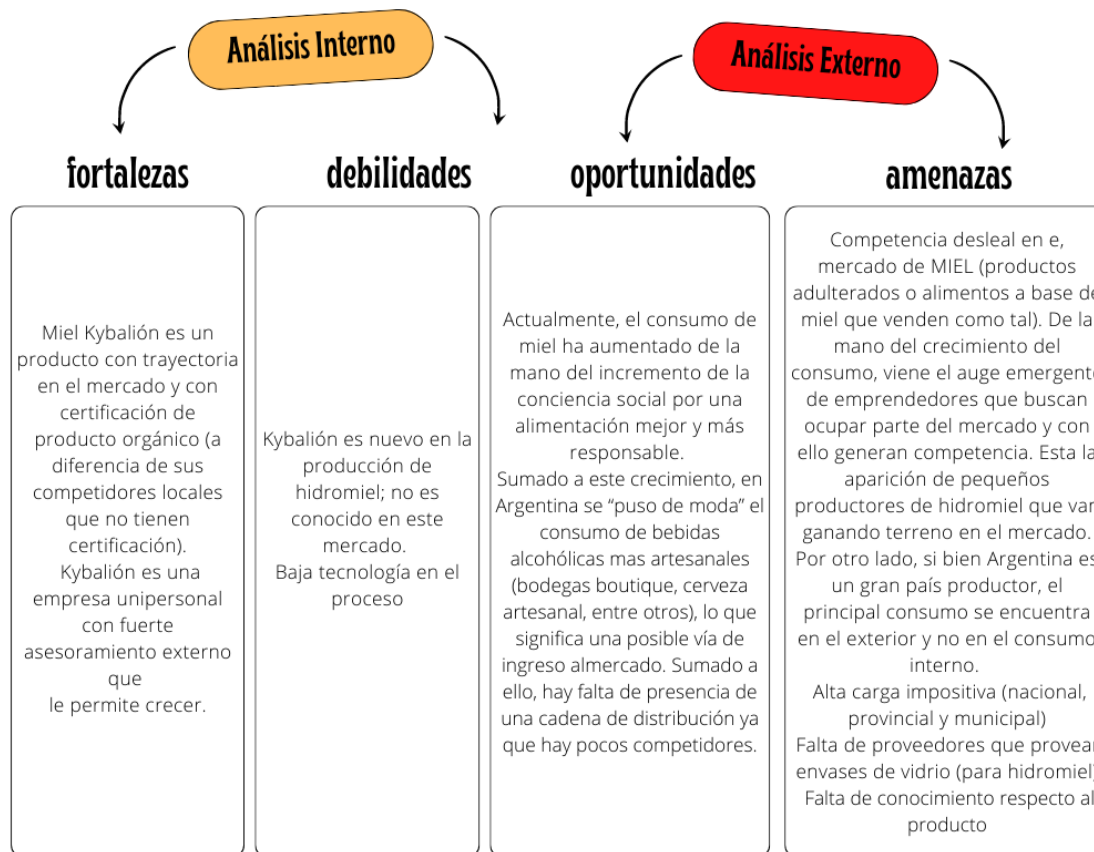 Análisis Interno
Análisis Externo
fortalezas
debilidades
oportunidades
amenazas
Miel Kybalión es un
producto con trayectoria
en el mercado y con
certificación de
producto orgánico (a
diferencia de sus
competidores locales
que no tienen
certificación).
Kybalión es una
empresa unipersonal
con fuerte
asesoramiento externo
que
le permite crecer.
Kybalión es nuevo en la
producción de
hidromiel; no es
conocido en este
mercado.
Baja tecnología en el
proceso
Actualmente, el consumo de
miel ha aumentado de la
mano del incremento de la
conciencia social por una
alimentación mejor y más
responsable.
Sumado a este crecimiento, en
Argentina se “puso de moda” el
consumo de bebidas
alcohólicas mas artesanales
(bodegas boutique, cerveza
artesanal, entre otros), lo que
significa una posible vía de
ingreso almercado. Sumado a
ello, hay falta de presencia de
una cadena de distribución ya
que hay pocos competidores.
Competencia desleal en e,
mercado de MIEL (productos
adulterados o alimentos a base de
miel que venden como tal). De la
mano del crecimiento del
consumo, viene el auge emergente
de emprendedores que buscan
ocupar parte del mercado y con
ello generan competencia. Esta la
aparición de pequeños
productores de hidromiel que van
ganando terreno en el mercado.
Por otro lado, si bien Argentina es
un gran país productor, el
principal consumo se encuentra
en el exterior y no en el consumo
interno.
Alta carga impositiva (nacional,
provincial y municipal)
Falta de proveedores que provean
envases de vidrio (para hidromiel)
Falta de conocimiento respecto al
producto